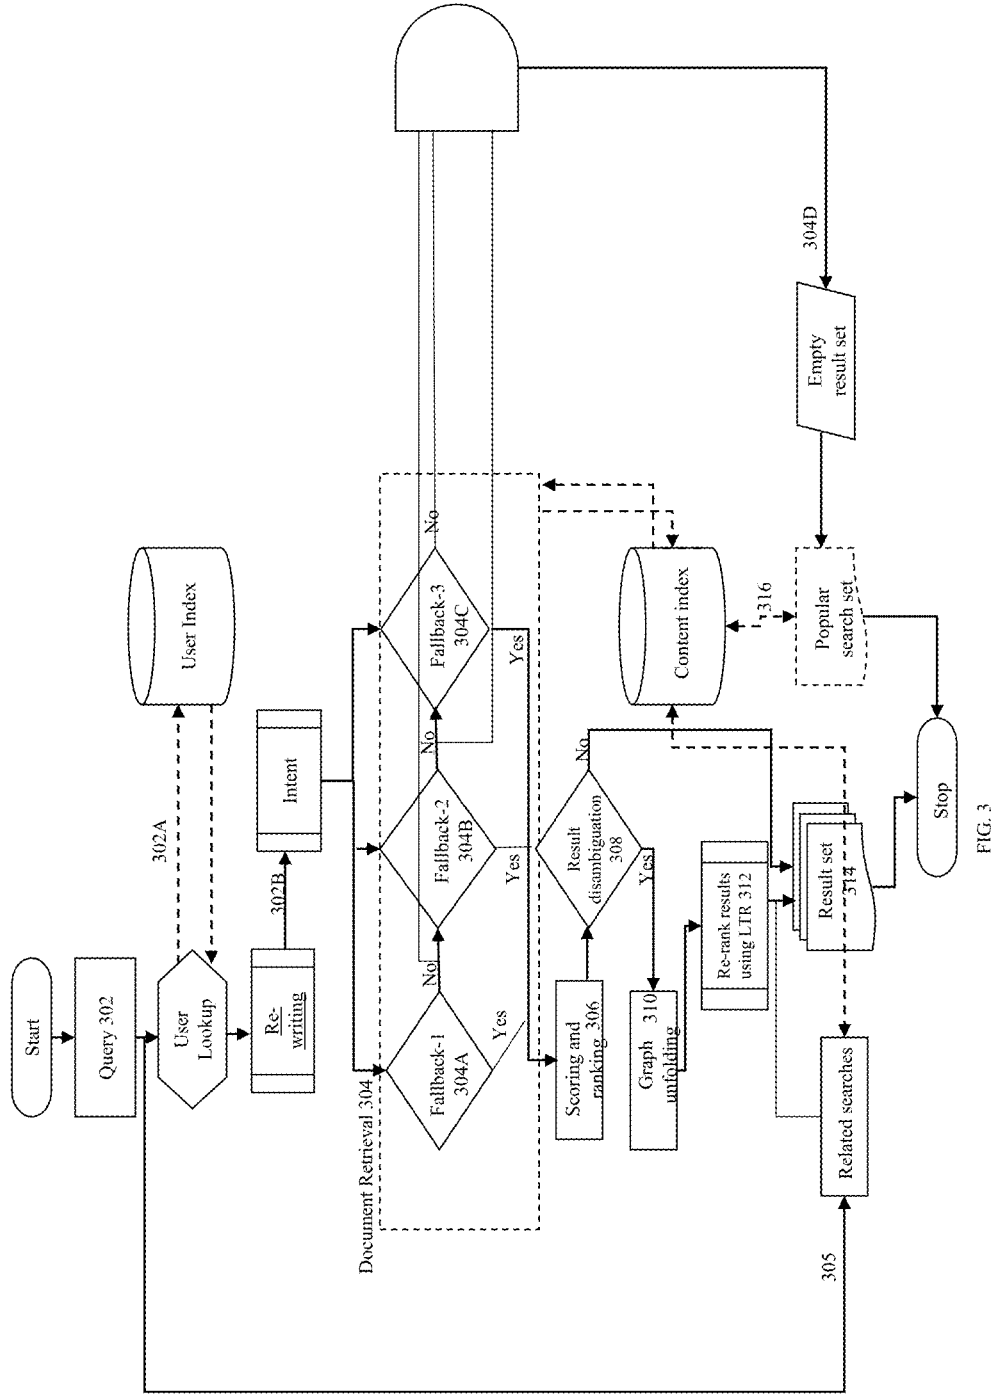 Start
Query 302
User
Lookup
302A
User Index
Re-
writing
302B
Intent
Document Retrieval 304
Fallback-1
304A
No
Yes
Fallback-2
304B
No
Yes
Fallback-3
304C
No
Yes
Scoring and
ranking 306
Result
disambiguation
308
No
Yes
Graph 310
unfolding
Content index
Re-rank results
using LTR 312
316
Result set
314
Related searches
305
Popular
search set
Empty
result set
304D
Stop
FIG. 3